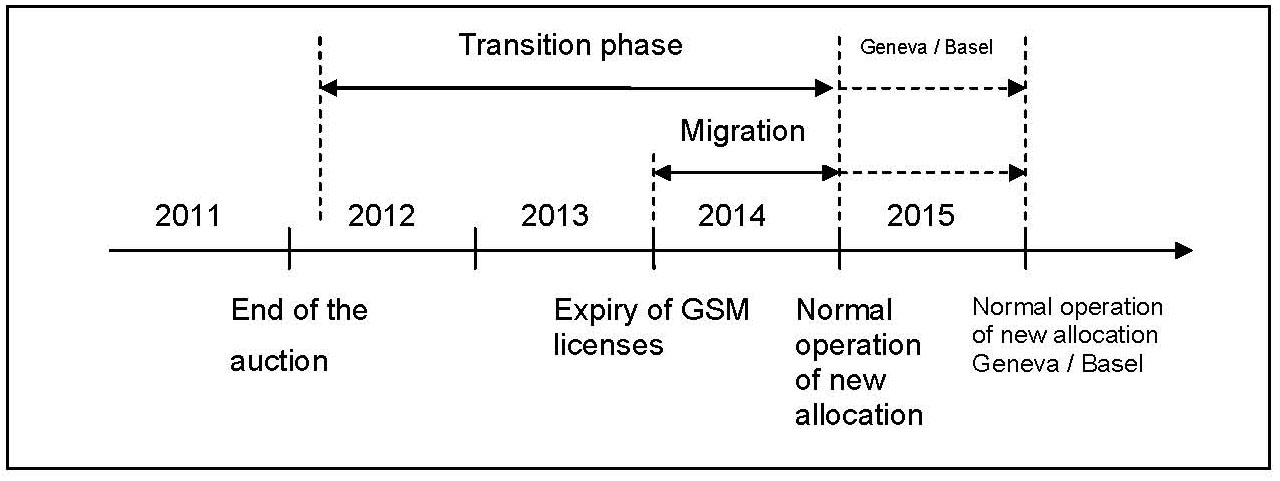 Transition phase
Geneva / Basel
Migration
2011
2012
2013
2014
2015
End of the
auction
Expiry of GSM
licenses
Normal
operation
of new
allocation
Normal operation
of new allocation
Geneva / Basel